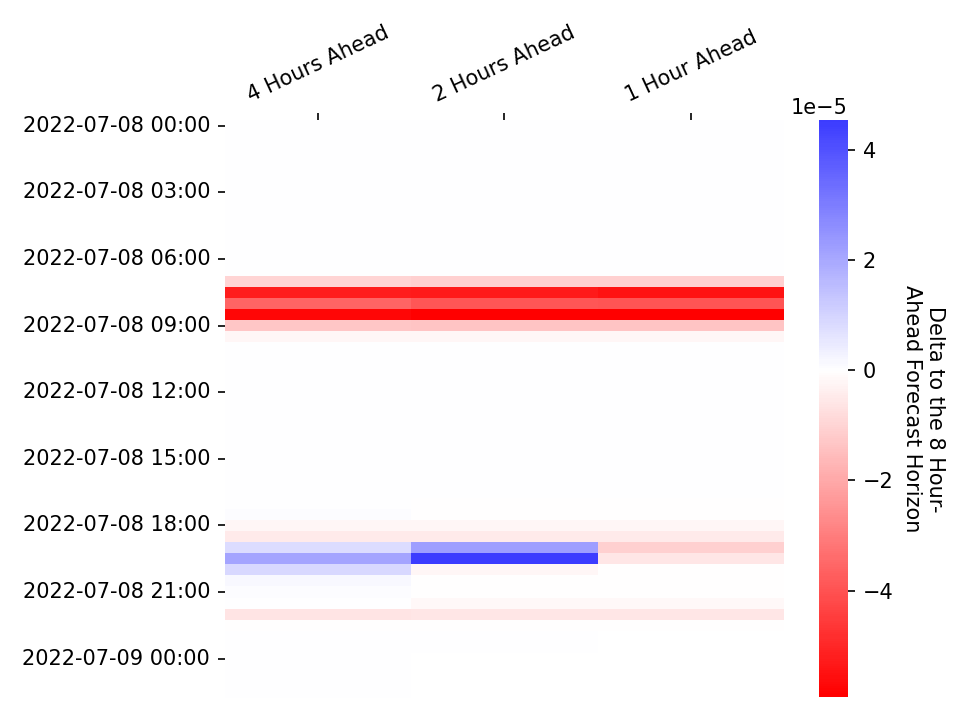 4 Hours Ahead
2 Hours Ahead
1 Hour Ahead
1e−5
2022-07-08 00:00
2022-07-08 03:00
2022-07-08 06:00
2022-07-08 09:00
2022-07-08 12:00
2022-07-08 15:00
2022-07-08 18:00
2022-07-08 21:00
2022-07-09 00:00
4
2
0
−2
−4
Delta to the 8 Hour-
Ahead Forecast Horizon